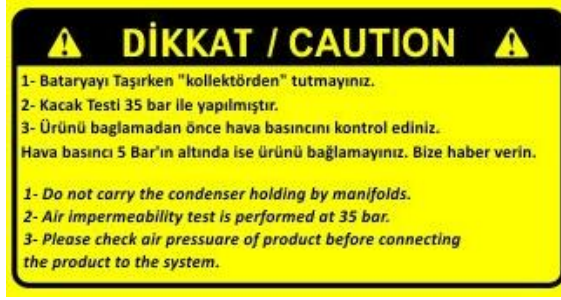 DİKKAT / CAUTION
1- Bataryayı Taşırken "kollektörden" tutmayınız.
2- Kacak Testi 35 bar ile yapılmıştır.
3- Ürünü baglamadan önce hava basıncını kontrol ediniz.
Hava basıncı 5 Bar'ın altında ise ürünü bağlamayınız. Bize haber verin.
1- Do not carry the condenser holding by manifolds.
2- Air impermeability test is performed at 35 bar.
3- Please check air pressuare of product before connecting
the product to the system.